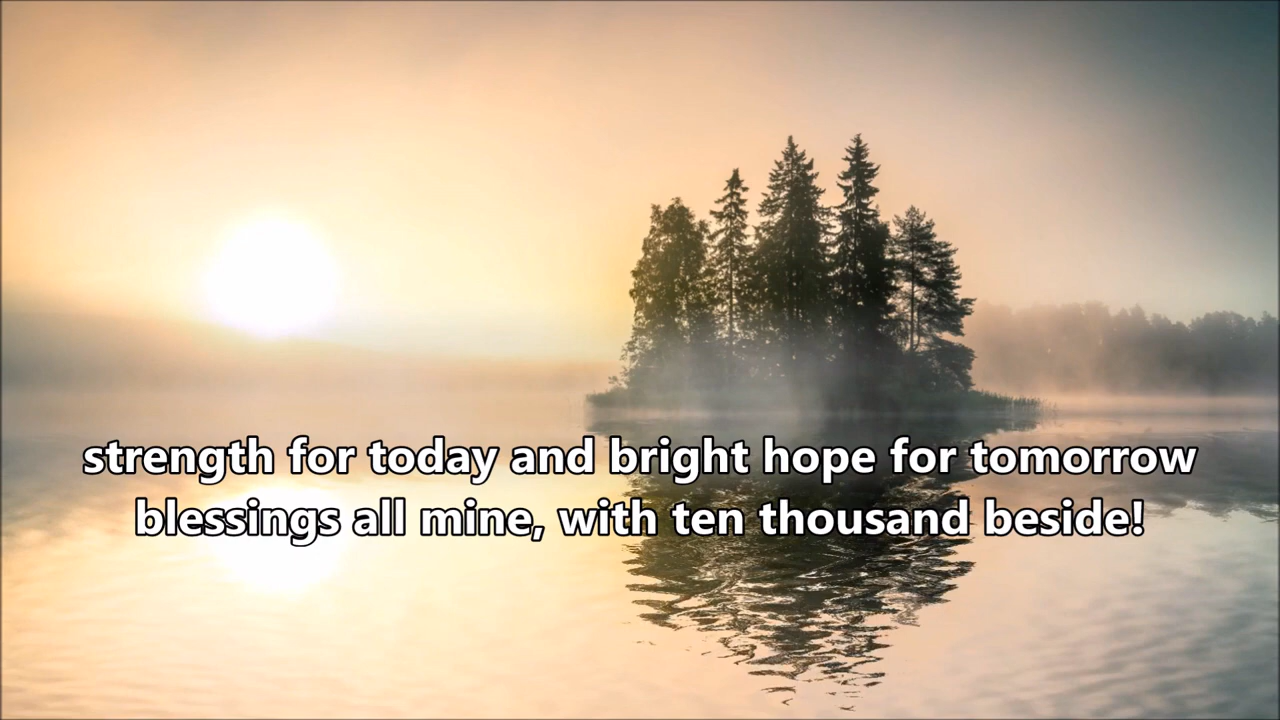 strength for today and bright hope for tomorrow
blessings all mine, with ten thousand beside!